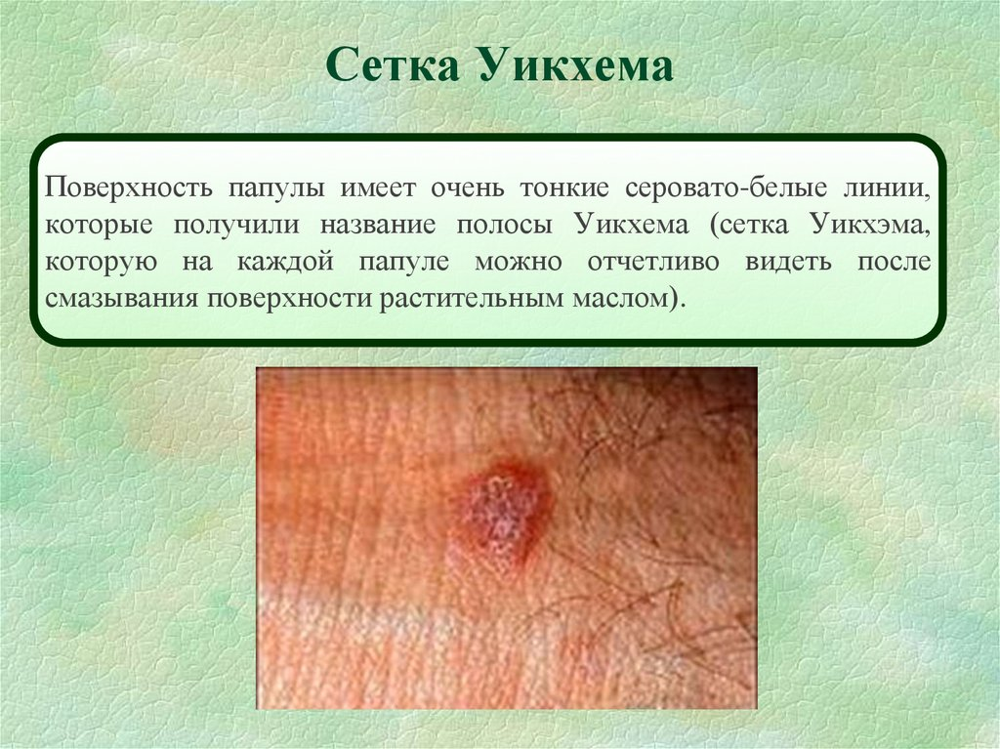 Сетка Уикхема
Поверхность папулы имеет очень тонкие серовато-белые линии,
которые получили название полосы Уикхема (сетка Уикхэма,
которую на каждой папуле можно отчетливо видеть после
смазывания поверхности растительным маслом).